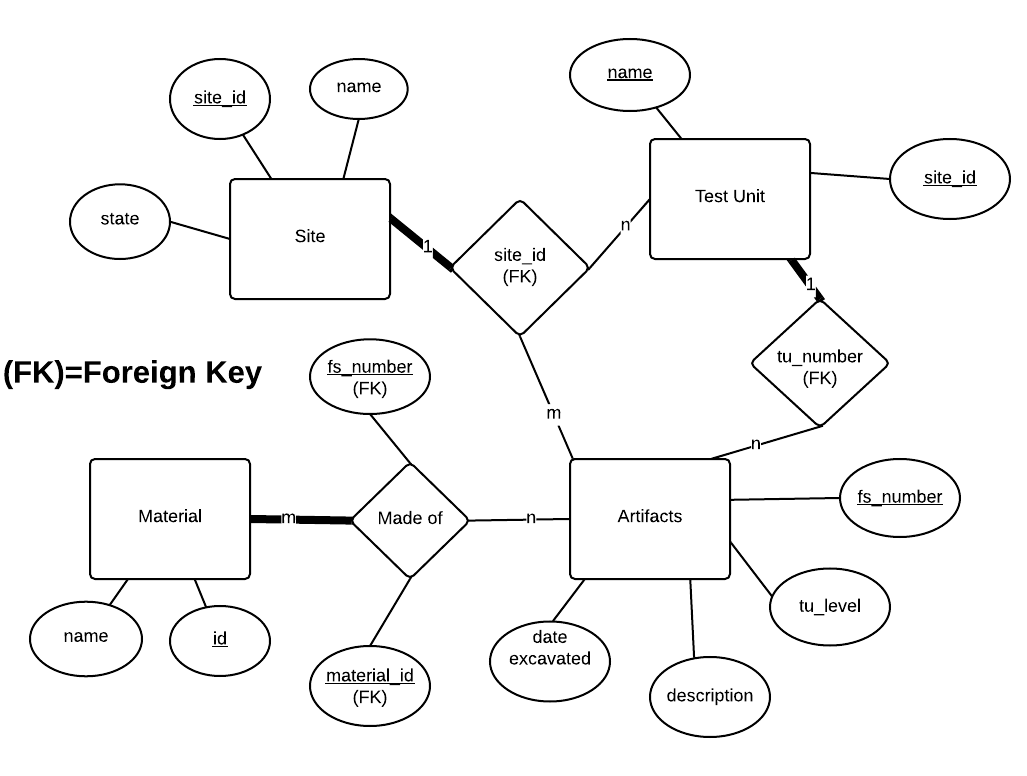 name
site_id
name
state
Site
1
site_id
(FK)
n
Test Unit
site_id
1
tu_number
(FK)
(FK)=Foreign Key
fs_number
(FK)
m
n
Material
m
Made of
n
Artifacts
fs_number
tu_level
name
id
material_id
(FK)
date
excavated
description